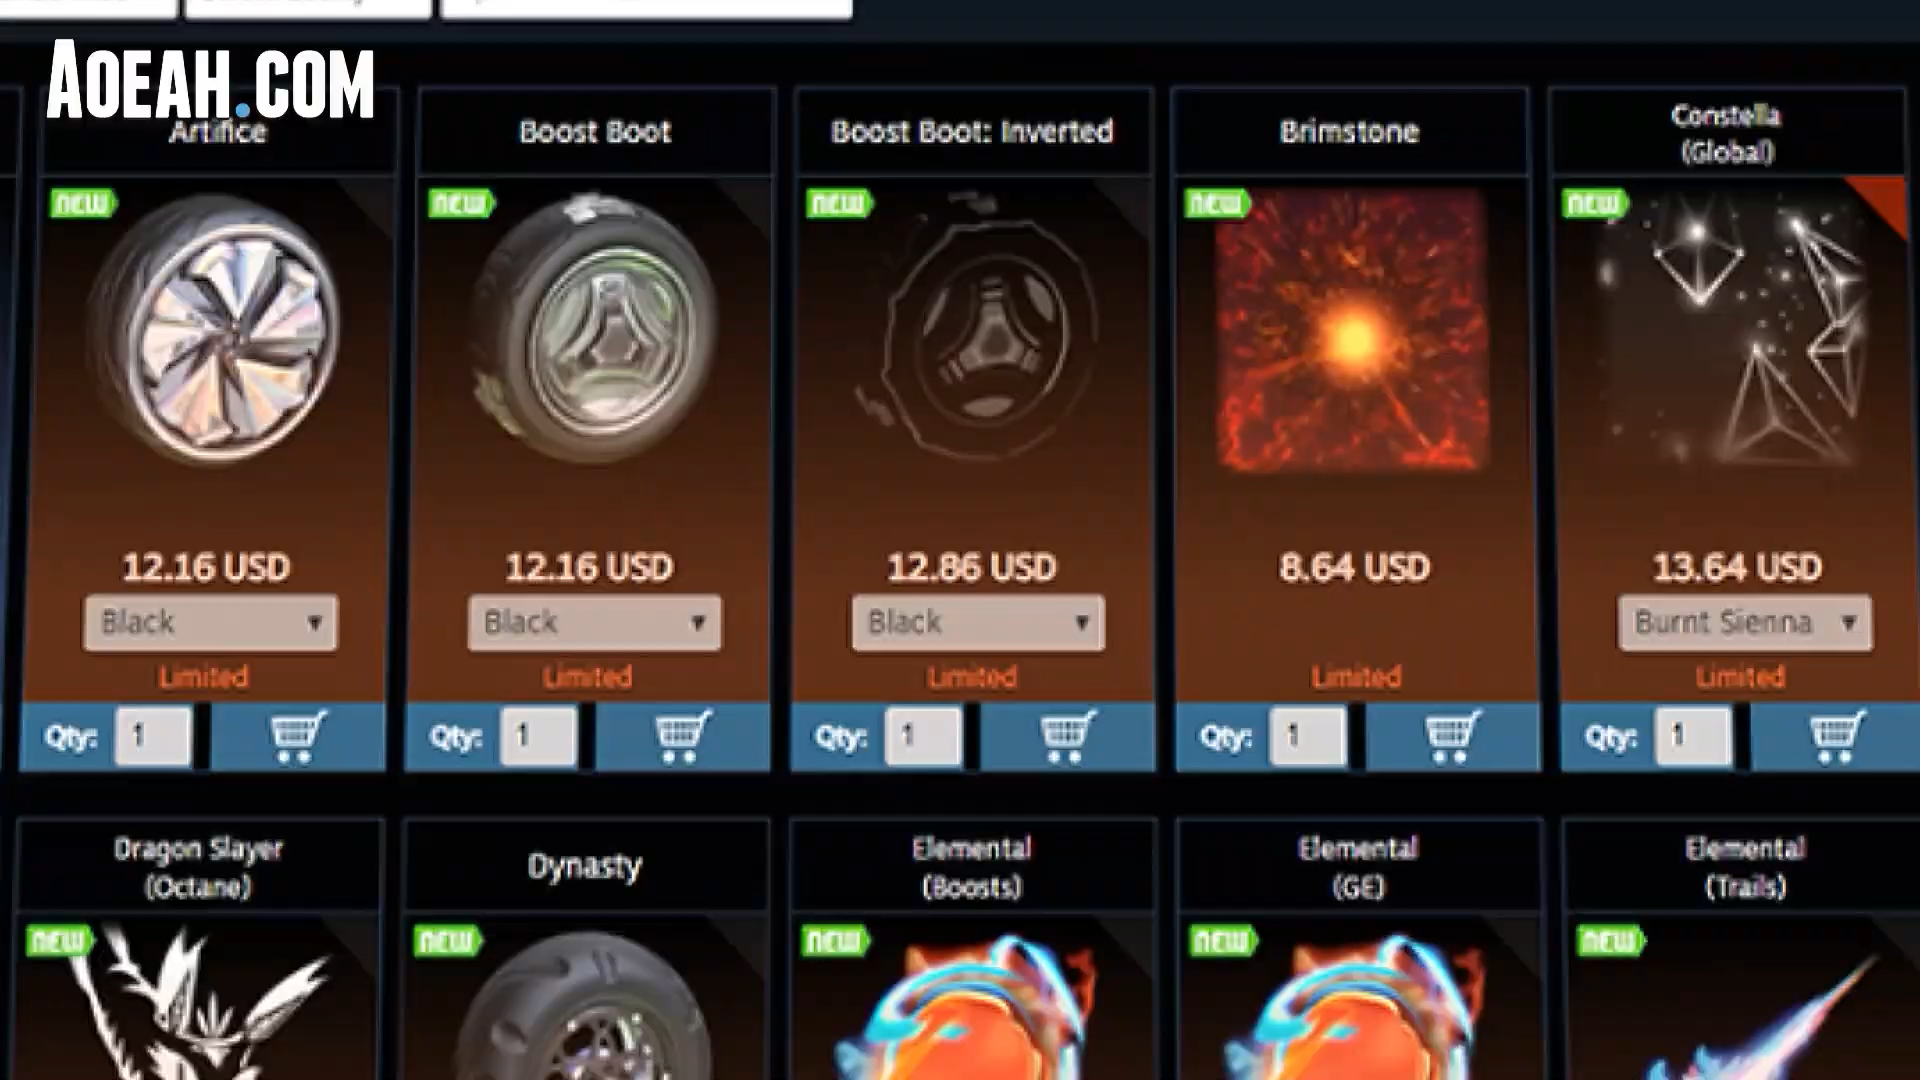 AOEAH.COM
Artifice
Boost Boot
Boost Boot: Inverted
Brimstone
Constella
(Global)
NEW
NEW
NEW
NEW
NEW
12.16 USD
12.16 USD
12.86 USD
8.64 USD
13.64 USD
Black
Black
Black
Burnt Sienna
Limited
Limited
Limited
Limited
Limited
Qty: 1
Qty: 1
Qty: 1
Qty: 1
Qty: 1
Dragon Slayer
(Octane)
Dynasty
Elemental
(Boosts)
Elemental
(GE)
Elemental
(Trails)
NEW
NEW
NEW
NEW
NEW